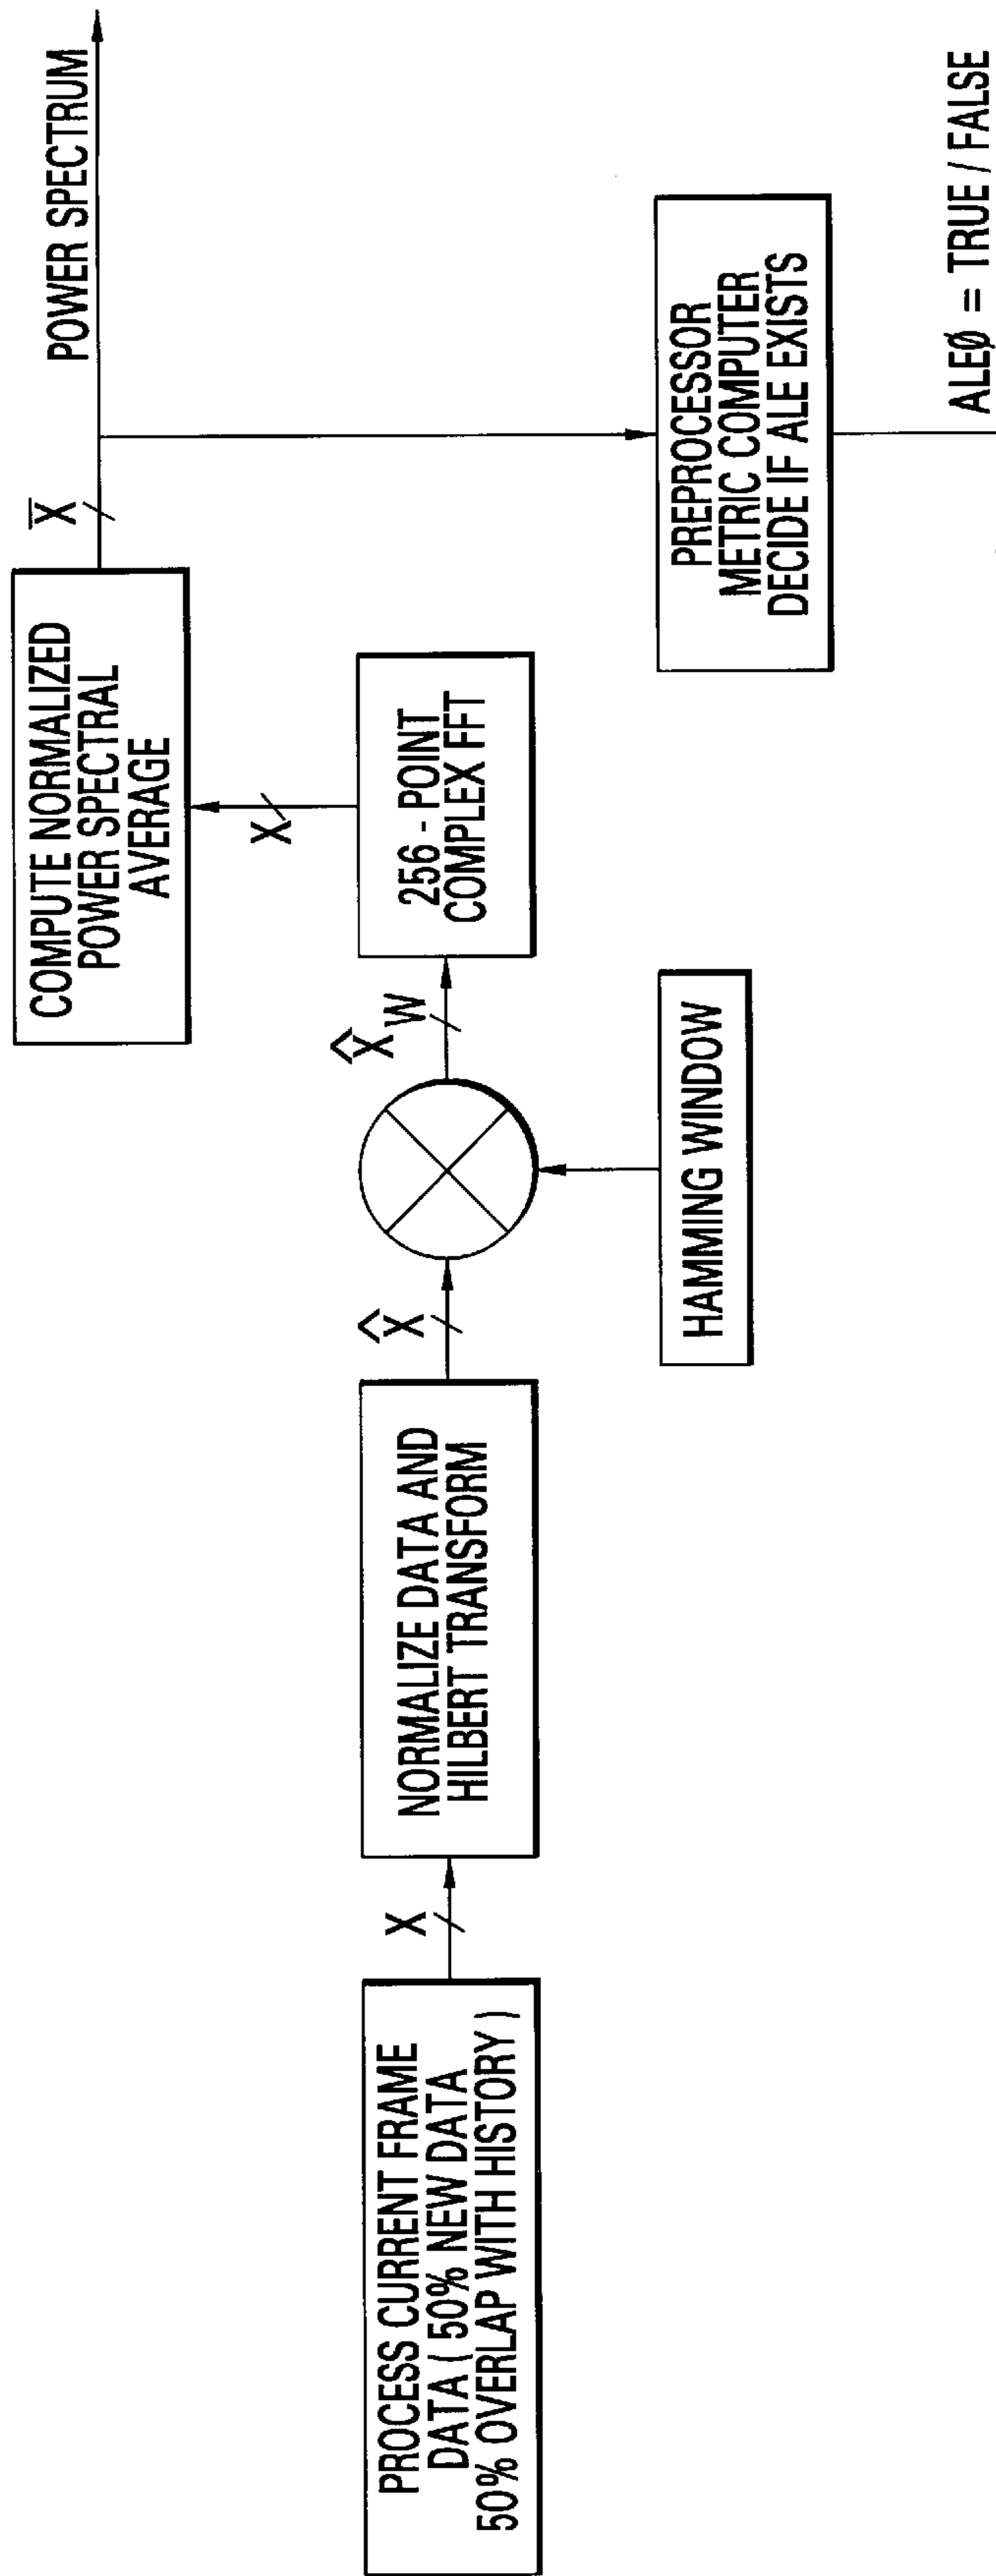 PROCESS CURRENT FRAME
DATA ( 50% NEW DATA
50% OVERLAP WITH HISTORY )
X
NORMALIZE DATA AND
HILBERT TRANSFORM
X̂
HAMMING WINDOW
X̂W
256 - POINT
COMPLEX FFT
X
COMPUTE NORMALIZED
POWER SPECTRAL
AVERAGE
X̅
POWER SPECTRUM
PREPROCESSOR
METRIC COMPUTER
DECIDE IF ALE EXISTS
ALEØ = TRUE / FALSE